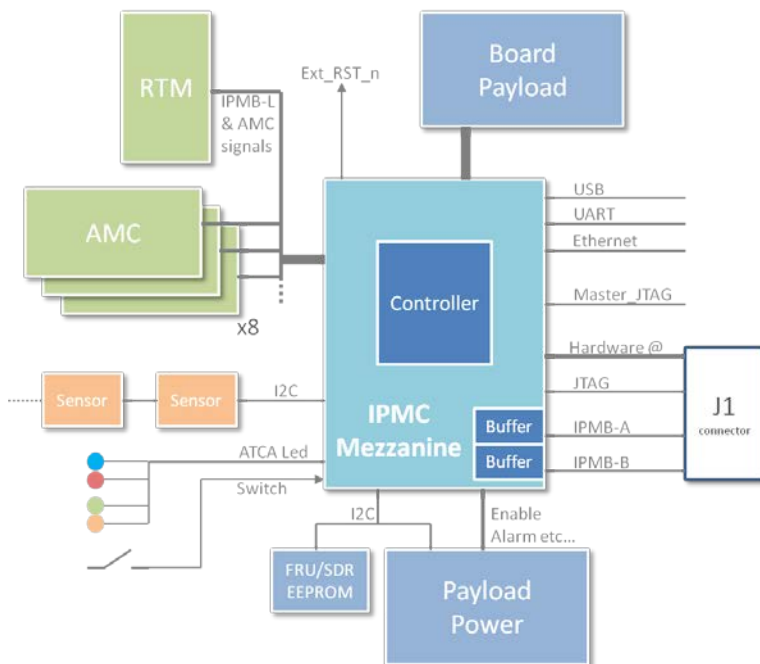 Board
Payload
Ext_RST_n
RTM
IPMB-L
& AMC
signals
AMC
x8
USB
UART
Ethernet
Master_JTAG
Controller
Hardware @
JTAG
IPMB-A
IPMB-B
J1
connector
IPMC
Mezzanine
Buffer
Buffer
Sensor
Sensor
I2C
ATCA Led
Switch
I2C
Enable
Alarm etc...
FRU/SDR
EEPROM
Payload
Power